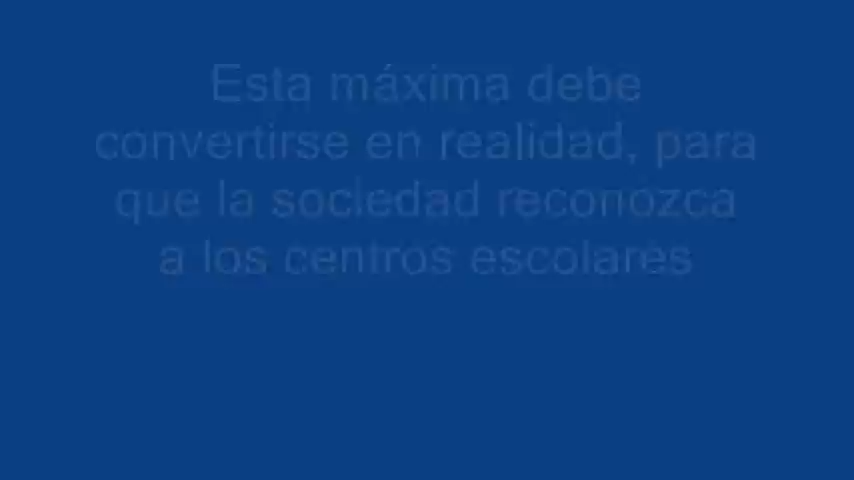 Esta máxima debe
convertirse en realidad, para
que la sociedad reconozca
a los centros escolares